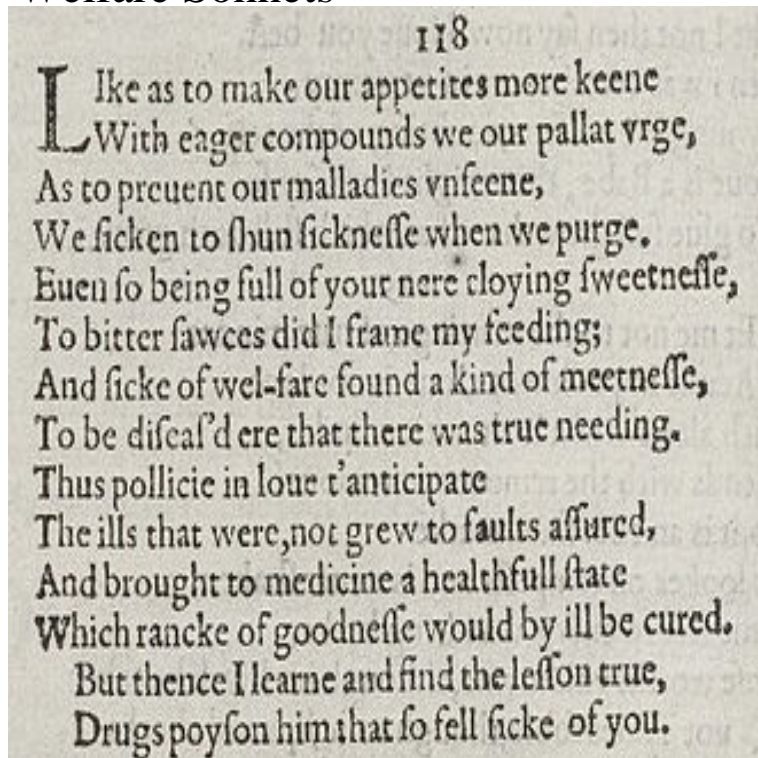 Welfare Sonnets
118
LIke as to make our appetites more keene
With eager compounds we our pallat vrge,
As to preuent our malladies vnſeene,
We ſicken to ſhun ſickneſſe when we purge.
Euen ſo being full of your nere cloying ſweetneſſe,
To bitter ſawces did I frame my feeding;
And ſicke of wel-fare found a kind of meetneſſe,
To be diſeaſ'd ere that there was true needing.
Thus pollicie in loue t'anticipate
The ills that were,not grew to faults aſſured,
And brought to medicine a healthfull ſtate
Which rancke of goodneſſe would by ill be cured.
But thence I learne and find the leſſon true,
Drugs poyſon him that ſo fell ſicke of you.